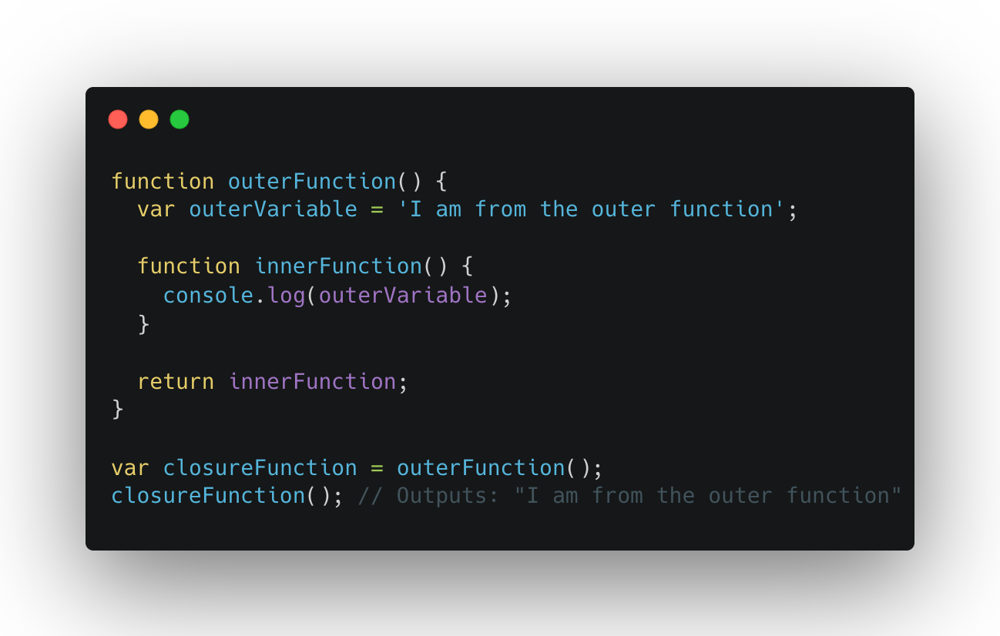 function outerFunction() {
  var outerVariable = 'I am from the outer function';
  function innerFunction() {
    console.log(outerVariable);
  }
  return innerFunction;
}
var closureFunction = outerFunction();
closureFunction(); // Outputs: "I am from the outer function"